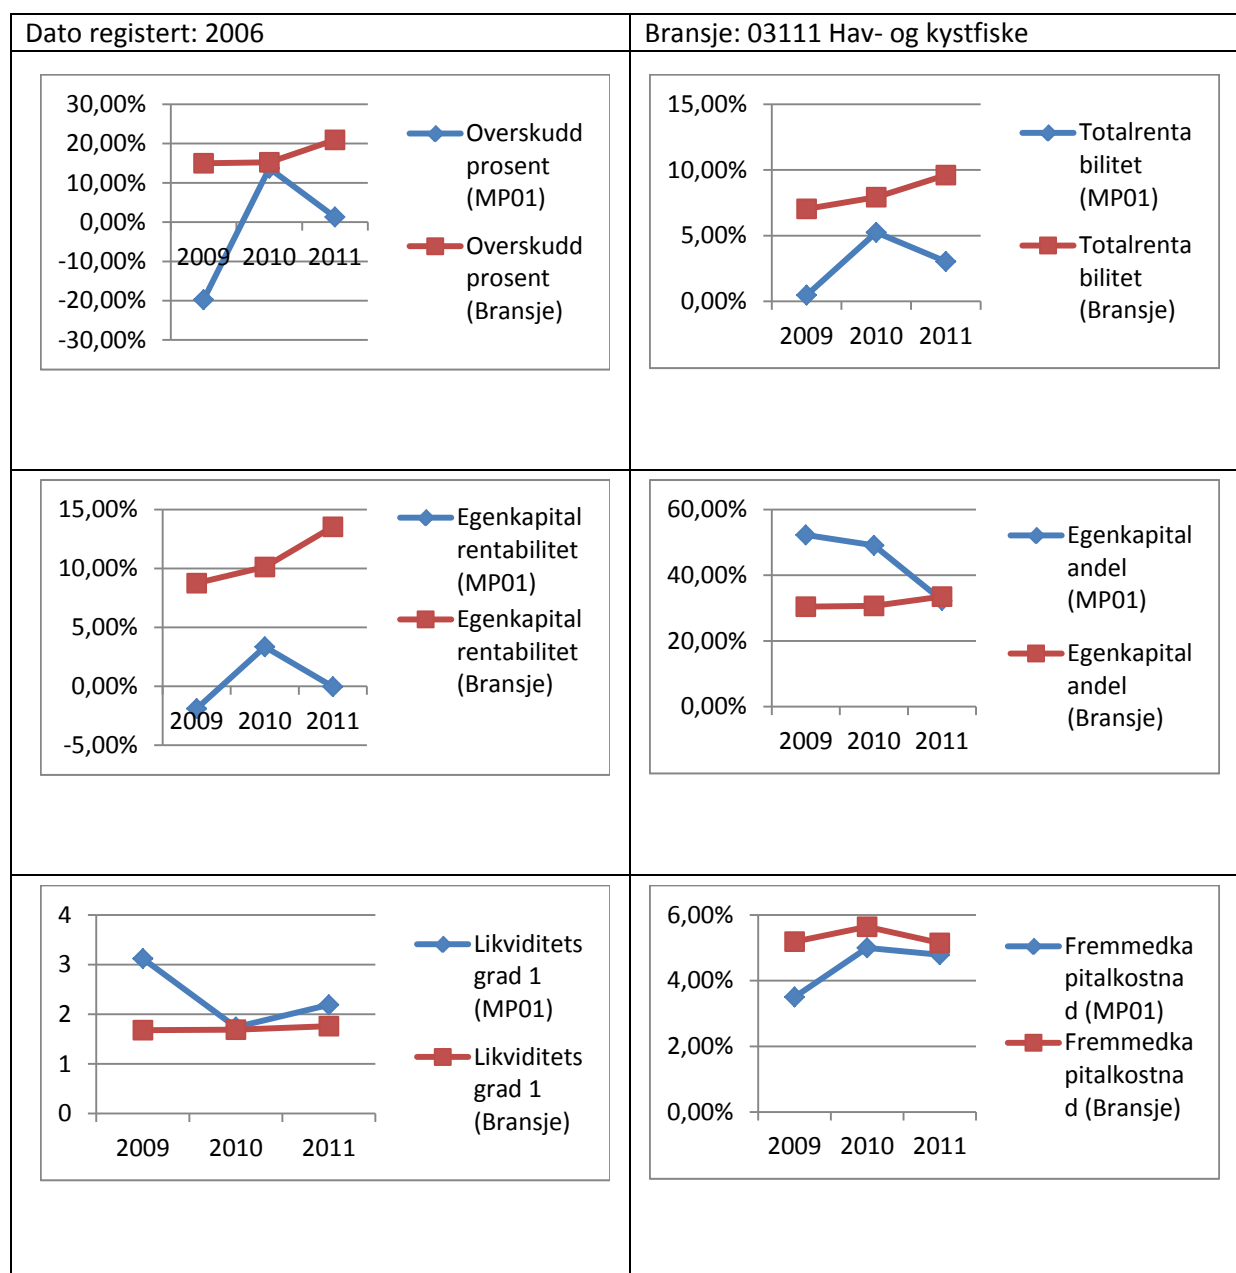 Dato registert: 2006
Bransje: 03111 Hav- og kystfiske
30,00%
20,00%
10,00%
0,00%
-10,00%
-20,00%
-30,00%
2009 2010 2011
Overskudd
prosent
(MP01)
Overskudd
prosent
(Bransje)
15,00%
10,00%
5,00%
0,00%
2009 2010 2011
Totalrenta
bilitet
(MP01)
Totalrenta
bilitet
(Bransje)
15,00%
10,00%
5,00%
0,00%
-5,00%
2009 2010 2011
Egenkapital
rentabilitet
(MP01)
Egenkapital
rentabilitet
(Bransje)
60,00%
40,00%
20,00%
0,00%
2009 2010 2011
Egenkapital
andel
(MP01)
Egenkapital
andel
(Bransje)
4
3
2
1
0
2009 2010 2011
Likviditets
grad 1
(MP01)
Likviditets
grad 1
(Bransje)
6,00%
4,00%
2,00%
0,00%
2009 2010 2011
Fremmedka
pitalkostna
d (MP01)
Fremmedka
pitalkostna
d (Bransje)